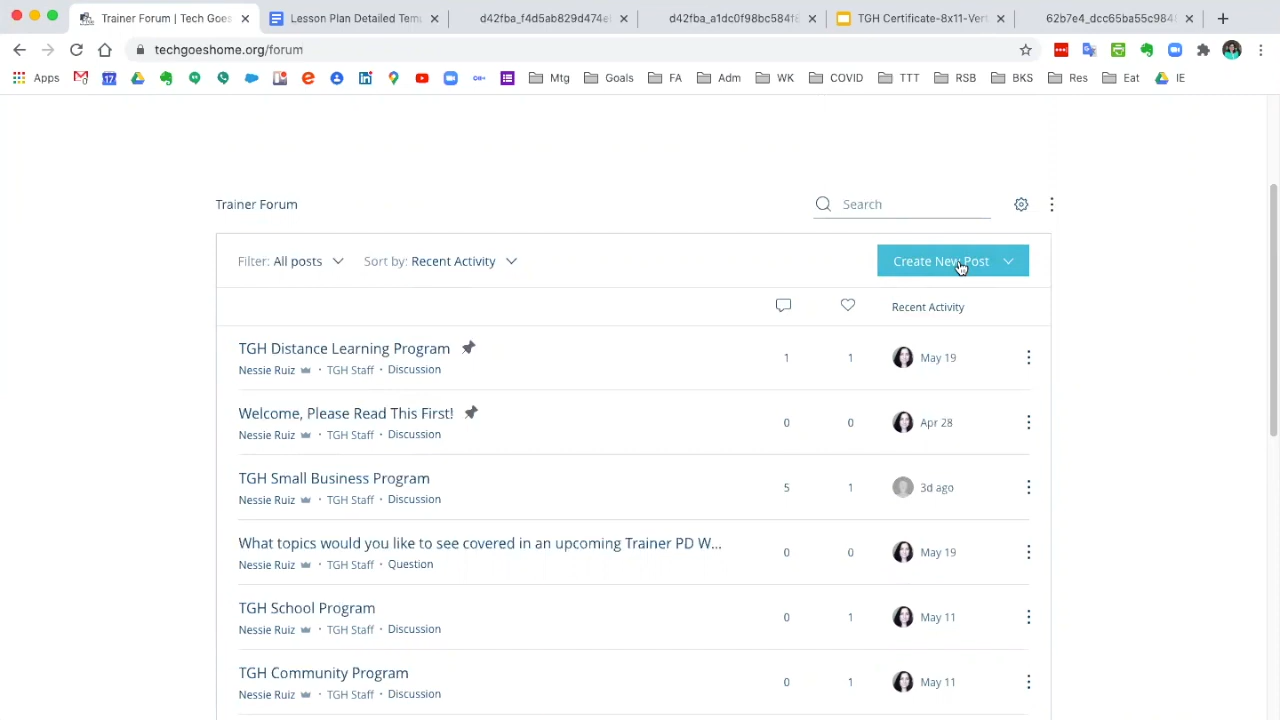 Trainer Forum | Tech Goes
Lesson Plan Detailed Tem
d42fba_f4d5ab829d474e
d42fba_a1dc0f98bc584f8
TGH Certificate-8x11-Vert
62b7e4_dcc65ba55c984
techgoeshome.org/forum
Apps
Mtg
Goals
FA
Adm
WK
COVID
TTT
RSB
BKS
Res
Eat
IE
Trainer Forum
Search
Filter: All posts
Sort by: Recent Activity
Create New Post
Recent Activity
TGH Distance Learning Program
Nessie Ruiz · TGH Staff · Discussion
1
1
May 19
Welcome, Please Read This First!
Nessie Ruiz · TGH Staff · Discussion
0
0
Apr 28
TGH Small Business Program
Nessie Ruiz · TGH Staff · Discussion
5
1
3d ago
What topics would you like to see covered in an upcoming Trainer PD W...
Nessie Ruiz · TGH Staff · Question
0
0
May 19
TGH School Program
Nessie Ruiz · TGH Staff · Discussion
0
1
May 11
TGH Community Program
Nessie Ruiz · TGH Staff · Discussion
0
1
May 11